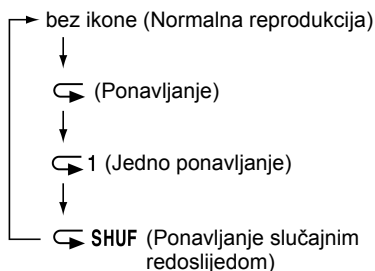 bez ikone (Normalna reprodukcija)
(Ponavljanje)
1 (Jedno ponavljanje)
SHUF (Ponavljanje slučajnim
redoslijedom)